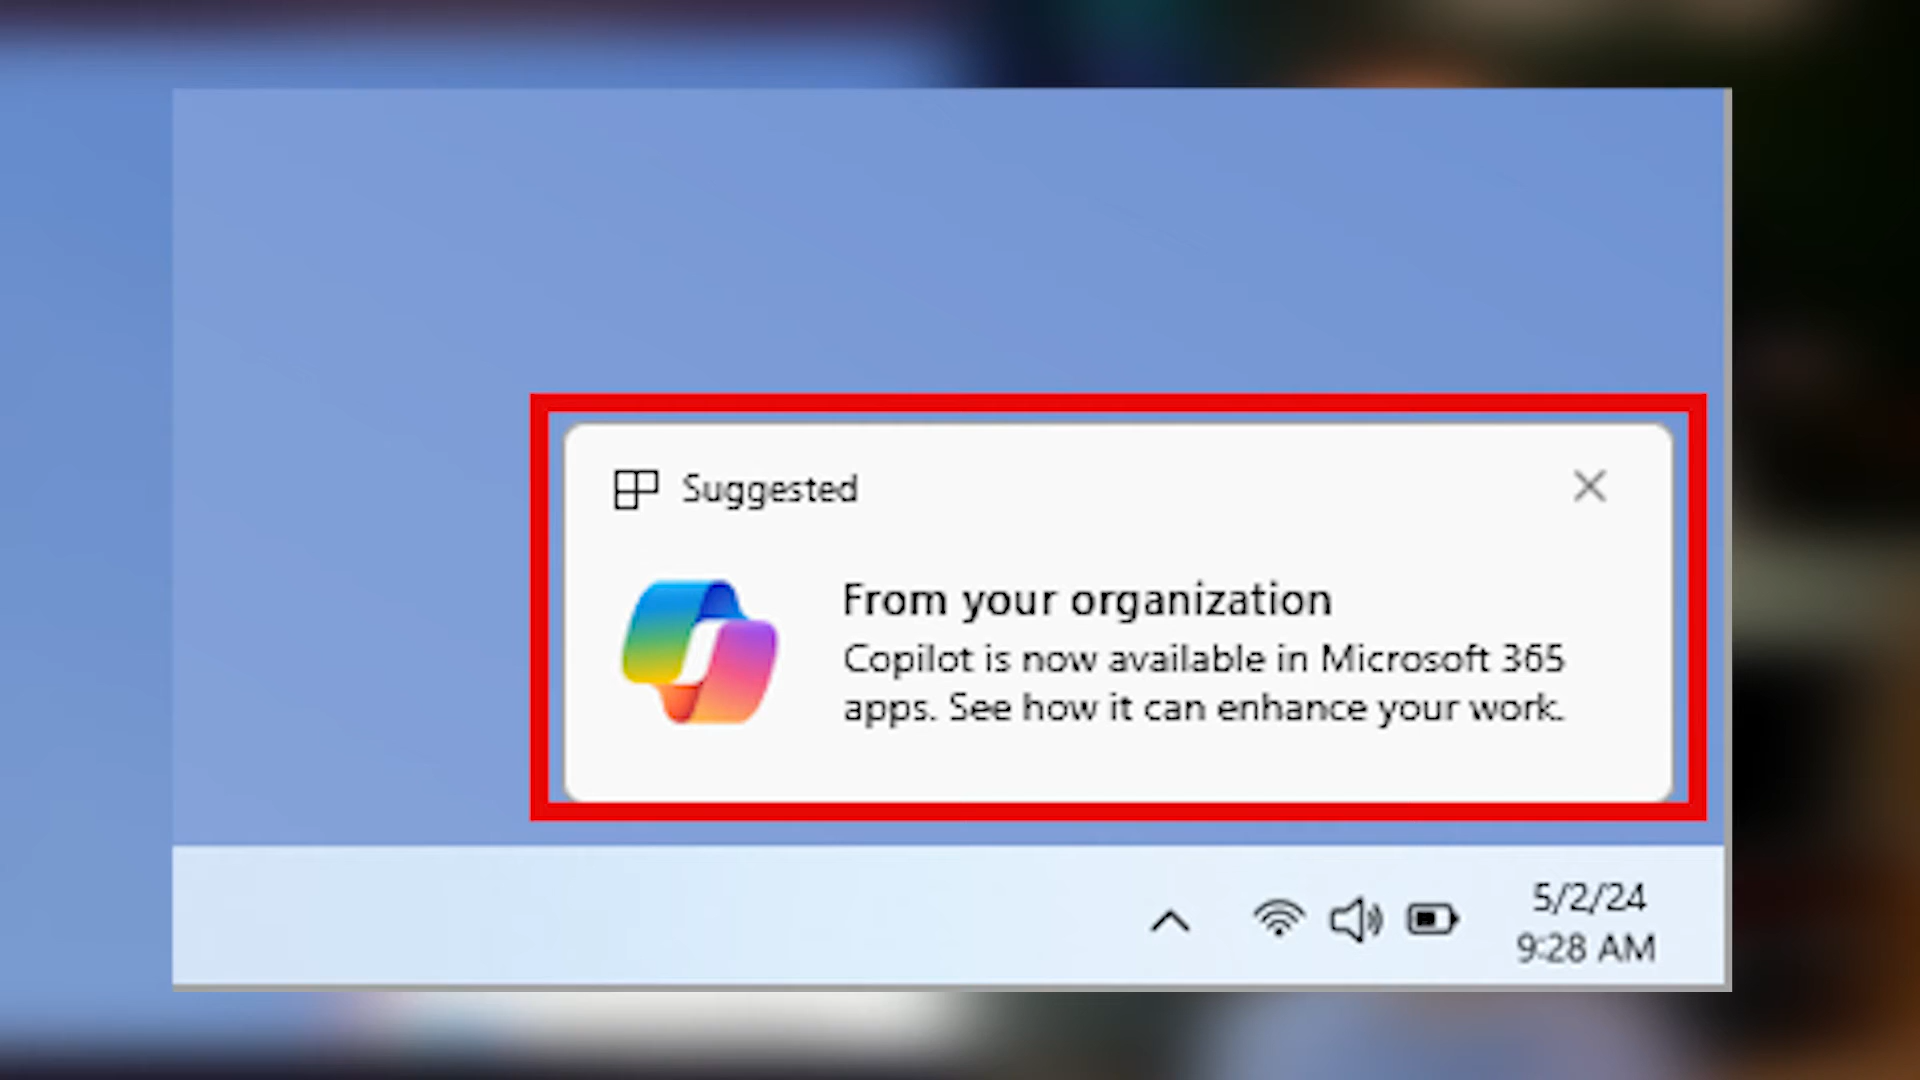 Suggested
From your organization
Copilot is now available in Microsoft 365
apps. See how it can enhance your work.
5/2/24
9:28 AM